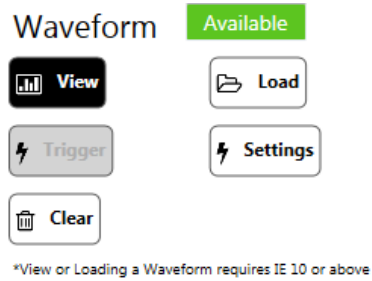 Waveform Available
View Load
Trigger Settings
Clear
*View or Loading a Waveform requires IE 10 or above